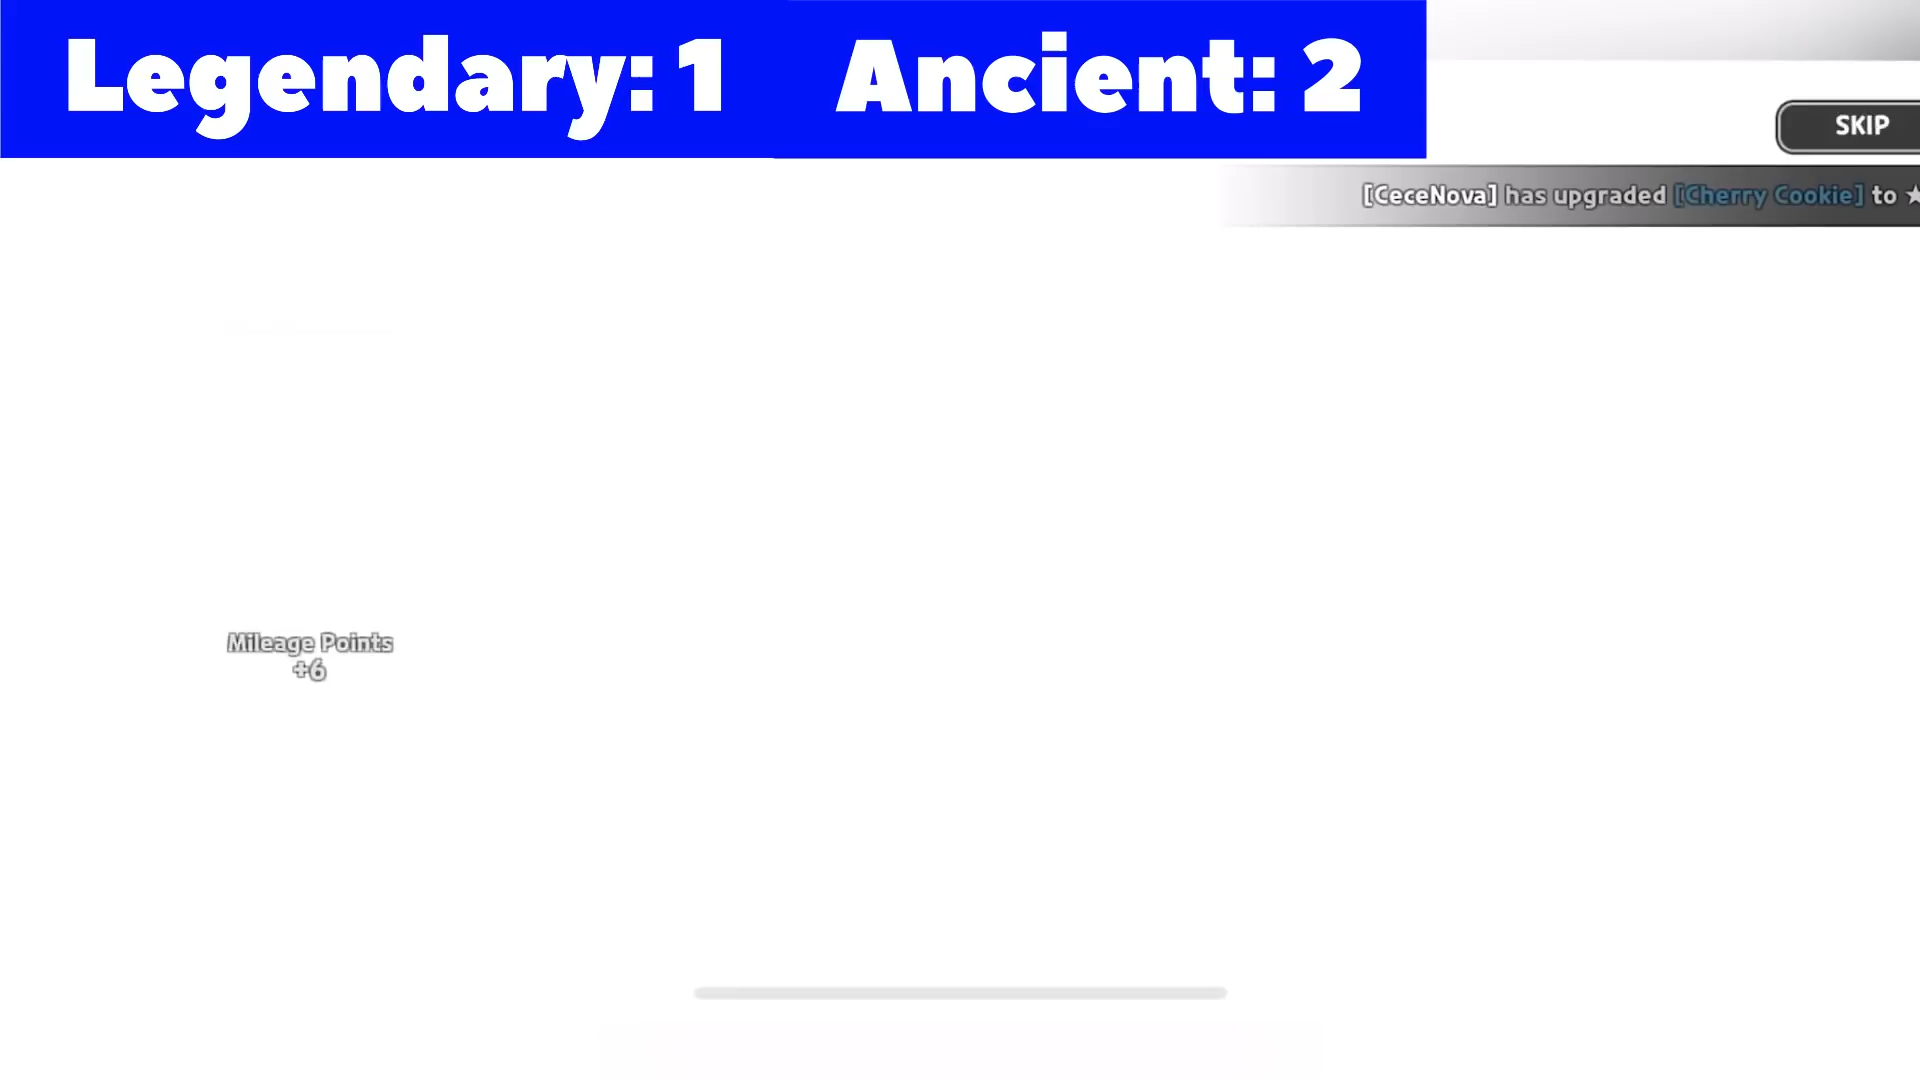 Legendary: 1 Ancient: 2
SKIP
[CeceNova] has upgraded [Cherry Cookie] to ★
Mileage Points
+6